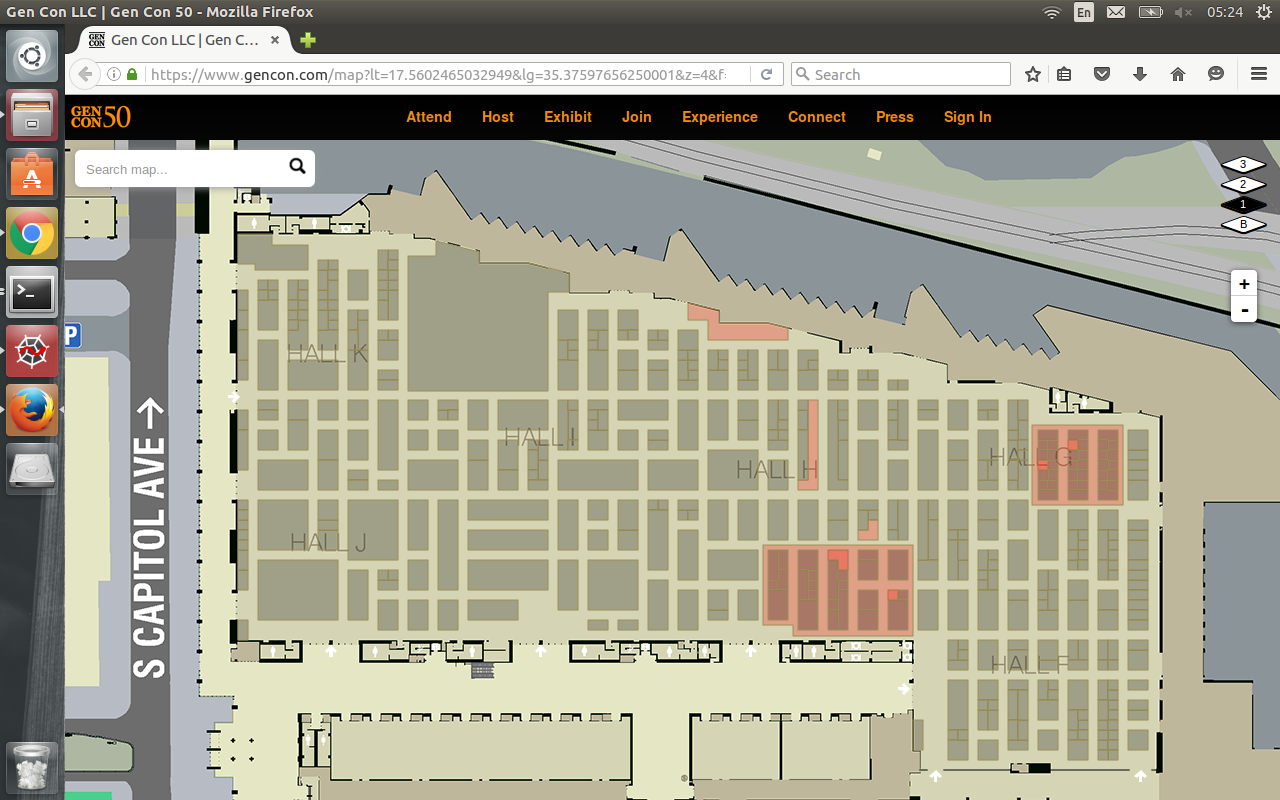 Gen Con LLC | Gen Con 50 - Mozilla Firefox
En
05:24
GEN CON
Gen Con LLC | Gen C...
https://www.gencon.com/map?lt=17.5602465032949&lg=35.37597656250001&z=4&f=
Search
GEN CON 50
Attend
Host
Exhibit
Join
Experience
Connect
Press
Sign In
Search map...
3
2
1
B
+
-
P
HALL K
HALL I
HALL H
HALL G
HALL J
HALL F
S CAPITOL AVE